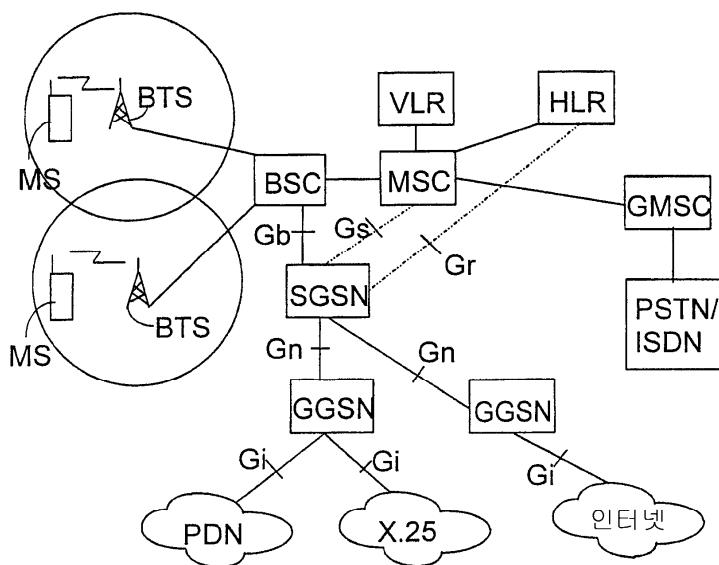 BTS
MS
VLR
HLR
BSC
MSC
GMSC
Gb
Gs
Gr
BTS
MS
SGSN
PSTN/
ISDN
Gn
Gn
GGSN
GGSN
Gi
Gi
Gi
PDN
X.25
인터넷